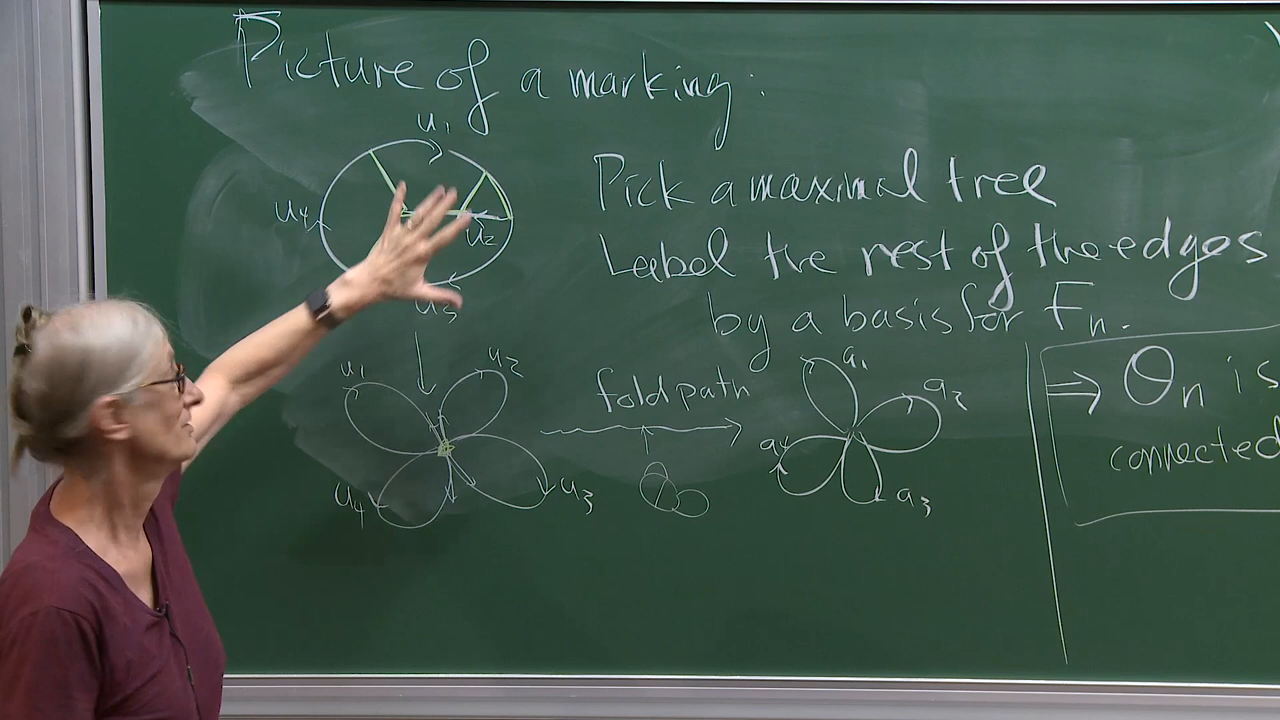 Picture of a marking:
u1
u4
u2
u3
Pick a maximal tree
Label the rest of the edges
by a basis for Fn.
u1 u2
u4 u3
fold path
a1
a2
a4
a3
⇒ On is
connected